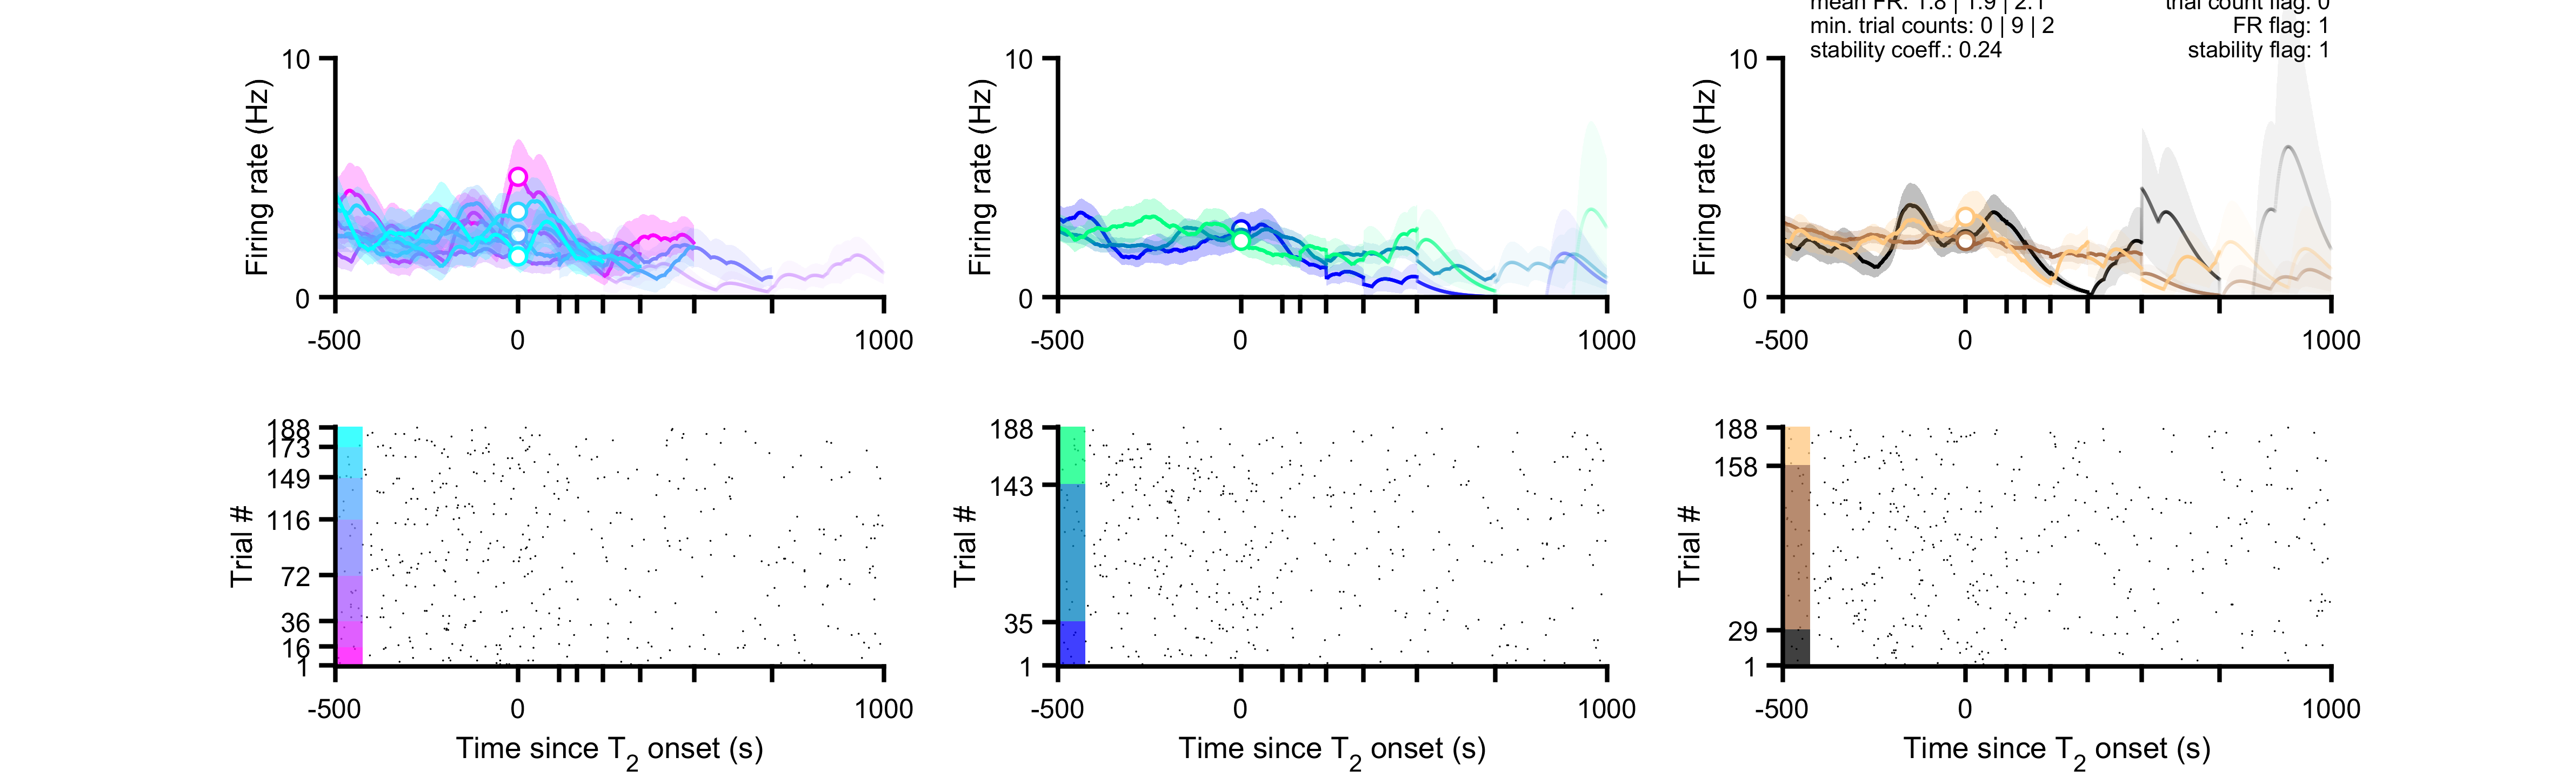 mean FR: 1.8 | 1.9 | 2.1 trial count flag: 0
min. trial counts: 0 | 9 | 2 FR flag: 1
stability coeff.: 0.24 stability flag: 1
10 10 10
Firing rate (Hz) Firing rate (Hz) Firing rate (Hz)
0 0 0
-500 0 1000 -500 0 1000 -500 0 1000
188 188 188
173 158
149 143
116
Trial # Trial # Trial #
72
36 35 29
16
1 1 1
-500 0 1000 -500 0 1000 -500 0 1000
Time since T2 onset (s) Time since T2 onset (s) Time since T2 onset (s)